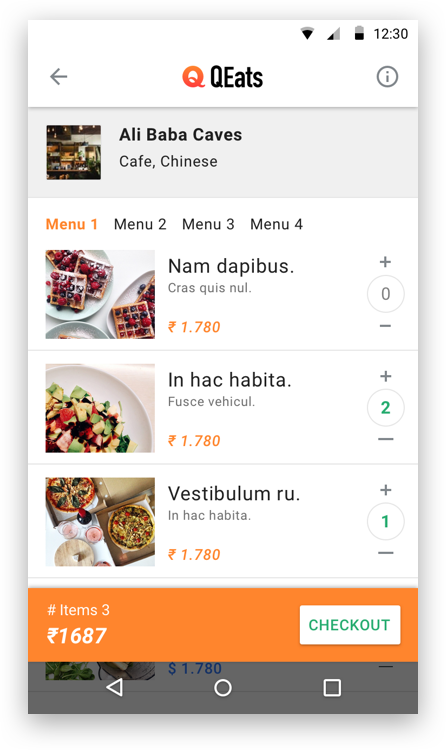 12:30
QEats
Ali Baba Caves
Cafe, Chinese
Menu 1 Menu 2 Menu 3 Menu 4
Nam dapibus.
Cras quis nul.
₹ 1.780
+
0
−
In hac habita.
Fusce vehicul.
₹ 1.780
+
2
—
Vestibulum ru.
In hac habita.
₹ 1.780
+
1
—
# Items 3
₹1687
CHECKOUT
$ 1.780
—